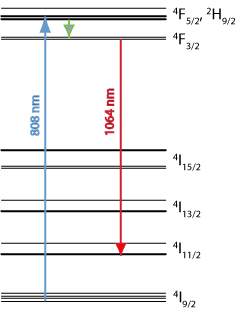 ⁴F₅/₂, ²H₉/₂
⁴F₃/₂
808 nm
1064 nm
⁴I₁₅/₂
⁴I₁₃/₂
⁴I₁₁/₂
⁴I₉/₂